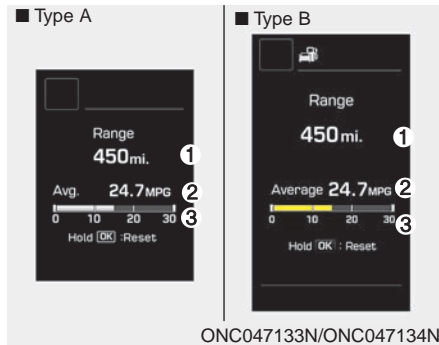 ■ Type A
Range
450mi.
①
Avg. 24.7MPG
②
③
0 10 20 30
Hold OK :Reset
■ Type B
Range
450mi.
①
Average 24.7MPG
②
③
0 10 20 30
Hold OK : Reset
ONC047133N/ONC047134N